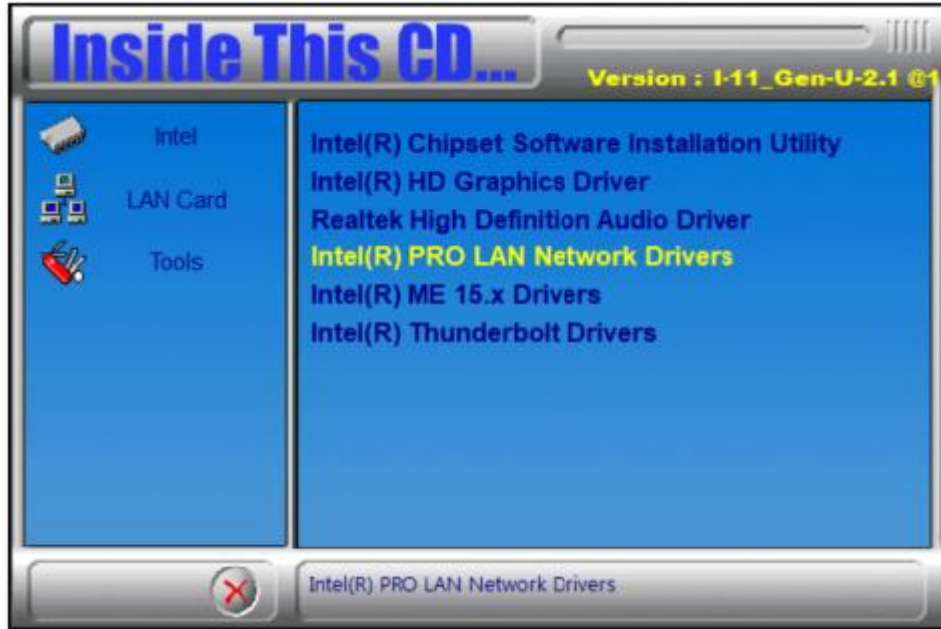 Inside This CD...
Version : I-11_Gen-U-2.1 @1
Intel
LAN Card
Tools
Intel(R) Chipset Software Installation Utility
Intel(R) HD Graphics Driver
Realtek High Definition Audio Driver
Intel(R) PRO LAN Network Drivers
Intel(R) ME 15.x Drivers
Intel(R) Thunderbolt Drivers
Intel(R) PRO LAN Network Drivers